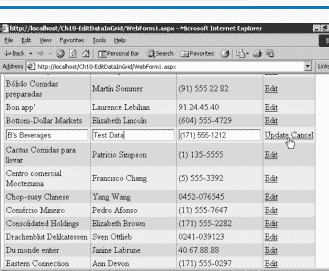 http://localhost/Ch10-EditDataInGrid/WebForm1.aspx - Microsoft Internet Explorer
File Edit View Favorites Tools Help
Back Personal Bar Search Favorites
Address http://localhost/Ch10-EditDataInGrid/WebForm1.aspx Links
Bólido Comidas preparadas Martín Sommer (91) 555 22 82 Edit
Bon app' Laurence Lebihan 91.24.45.40 Edit
Bottom-Dollar Markets Elizabeth Lincoln (604) 555-4729 Edit
B's Beverages Test Data (171) 555-1212 Update Cancel
Cactus Comidas para llevar Patricio Simpson (1) 135-5555 Edit
Centro comercial Moctezuma Francisco Chang (5) 555-3392 Edit
Chop-suey Chinese Yang Wang 0452-076545 Edit
Comércio Mineiro Pedro Afonso (11) 555-7647 Edit
Consolidated Holdings Elizabeth Brown (171) 555-2282 Edit
Drachenblut Delikatessen Sven Ottlieb 0241-039123 Edit
Du monde entier Janine Labrune 40.67.88.88 Edit
Eastern Connection Ann Devon (171) 555-0297 Edit